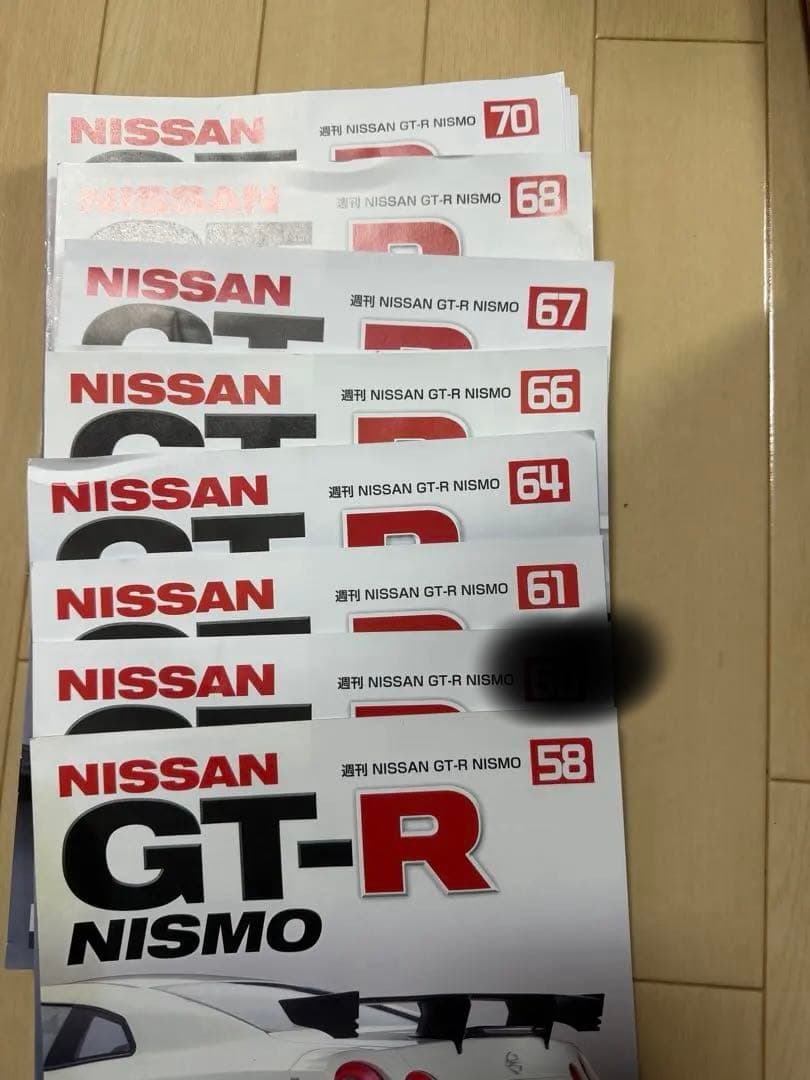 NISSAN 週刊 NISSAN GT-R NISMO 70
NISSAN 週刊 NISSAN GT-R NISMO 68
NISSAN 週刊 NISSAN GT-R NISMO 67
NISSAN 週刊 NISSAN GT-R NISMO 66
NISSAN 週刊 NISSAN GT-R NISMO 64
NISSAN 週刊 NISSAN GT-R NISMO 61
NISSAN 週刊 NISSAN GT-R NISMO
NISSAN 週刊 NISSAN GT-R NISMO 58
GT-R
NISMO